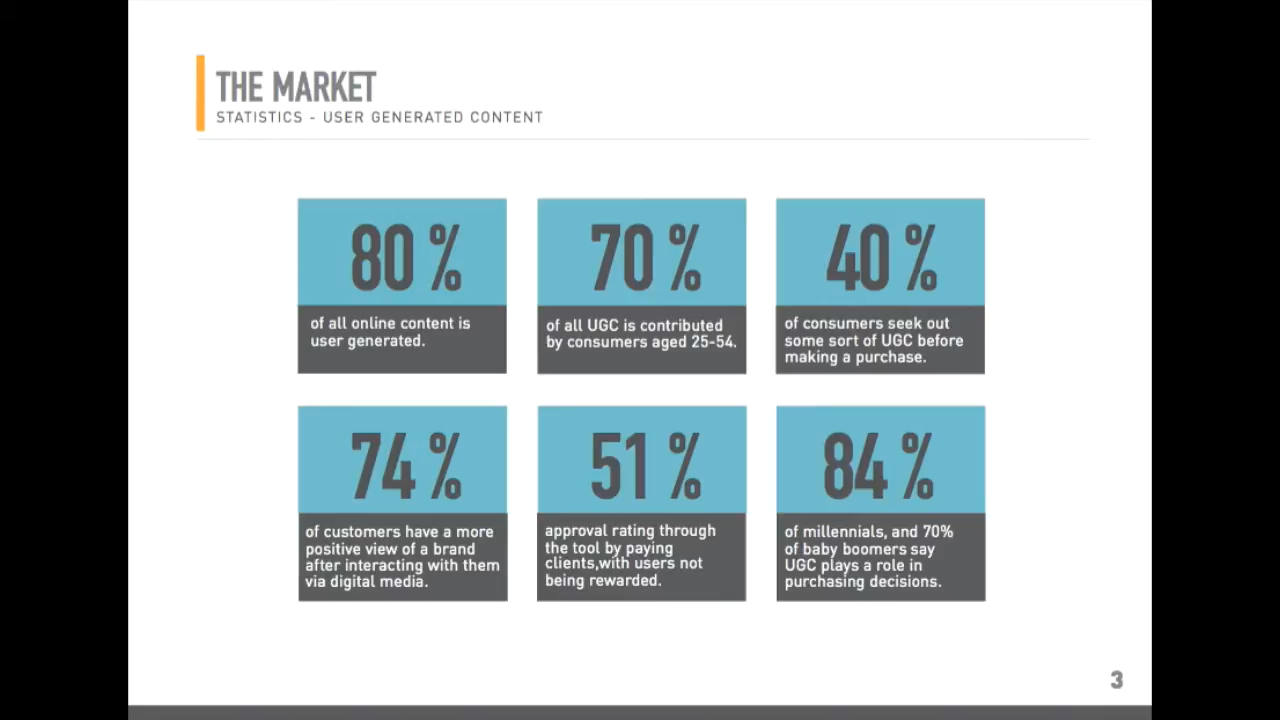 THE MARKET
STATISTICS - USER GENERATED CONTENT
80 %
of all online content is
user generated.
70 %
of all UGC is contributed
by consumers aged 25-54.
40 %
of consumers seek out
some sort of UGC before
making a purchase.
74 %
of customers have a more
positive view of a brand
after interacting with them
via digital media.
51 %
approval rating through
the tool by paying
clients,with users not
being rewarded.
84 %
of millennials, and 70%
of baby boomers say
UGC plays a role in
purchasing decisions.
3